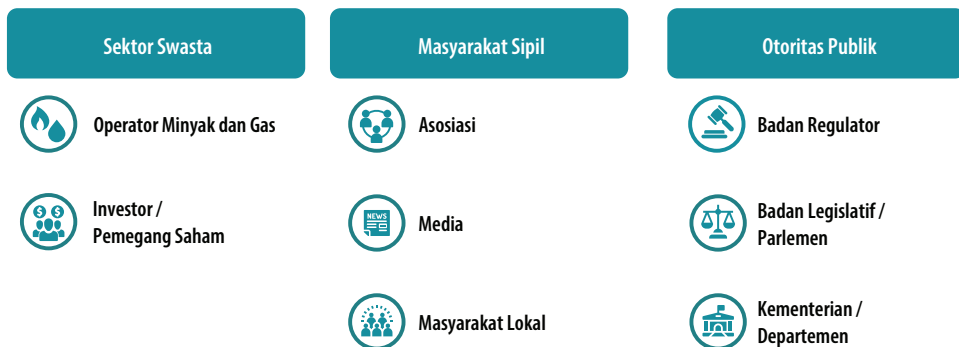 Sektor Swasta
Operator Minyak dan Gas
Investor /
Pemegang Saham
Masyarakat Sipil
Asosiasi
NEWS
Media
Masyarakat Lokal
Otoritas Publik
Badan Regulator
Badan Legislatif /
Parlemen
Kementerian /
Departemen